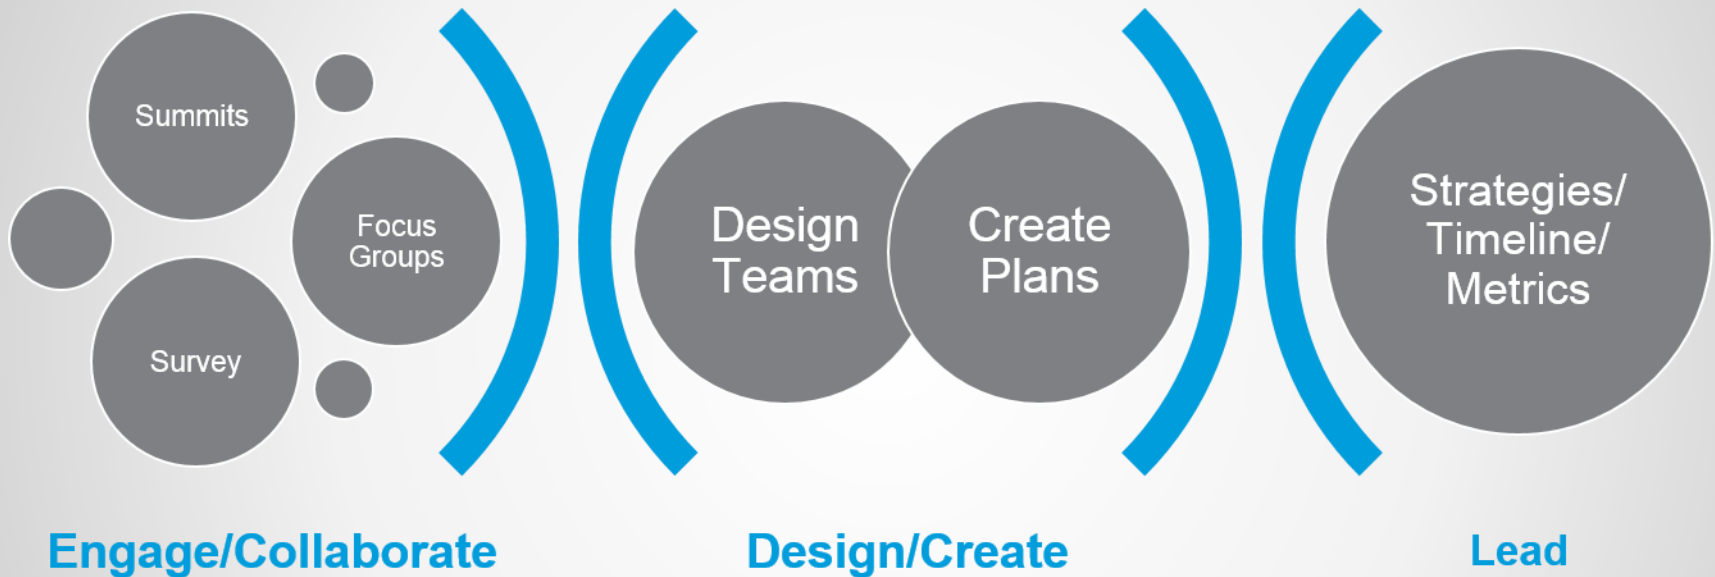 Summits
Focus
Groups
Survey
Engage/Collaborate
Design
Teams
Create
Plans
Design/Create
Strategies/
Timeline/
Metrics
Lead